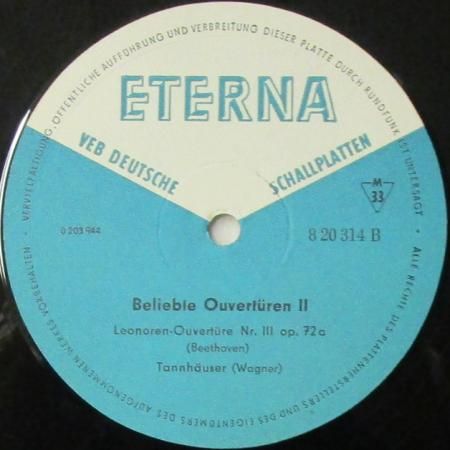 VERVIELFÄLTIGUNG ÖFFENTLICHE AUFFÜHRUNG UND VERBREITUNG DIESER PLATTE DURCH RUNDFUNK IST UNTERSAGT • ALLE RECHTE DES PLATTENHERSTELLERS UND DES EIGENTÜMERS DES AUFGENOMMENEN WERKES VORBEHALTEN •
ETERNA
VEB DEUTSCHE SCHALLPLATTEN
M
33
0 203 944
8 20 314 B
Beliebte Ouvertüren II
Leonoren-Ouvertüre Nr. III op. 72a
(Beethoven)
Tannhäuser (Wagner)